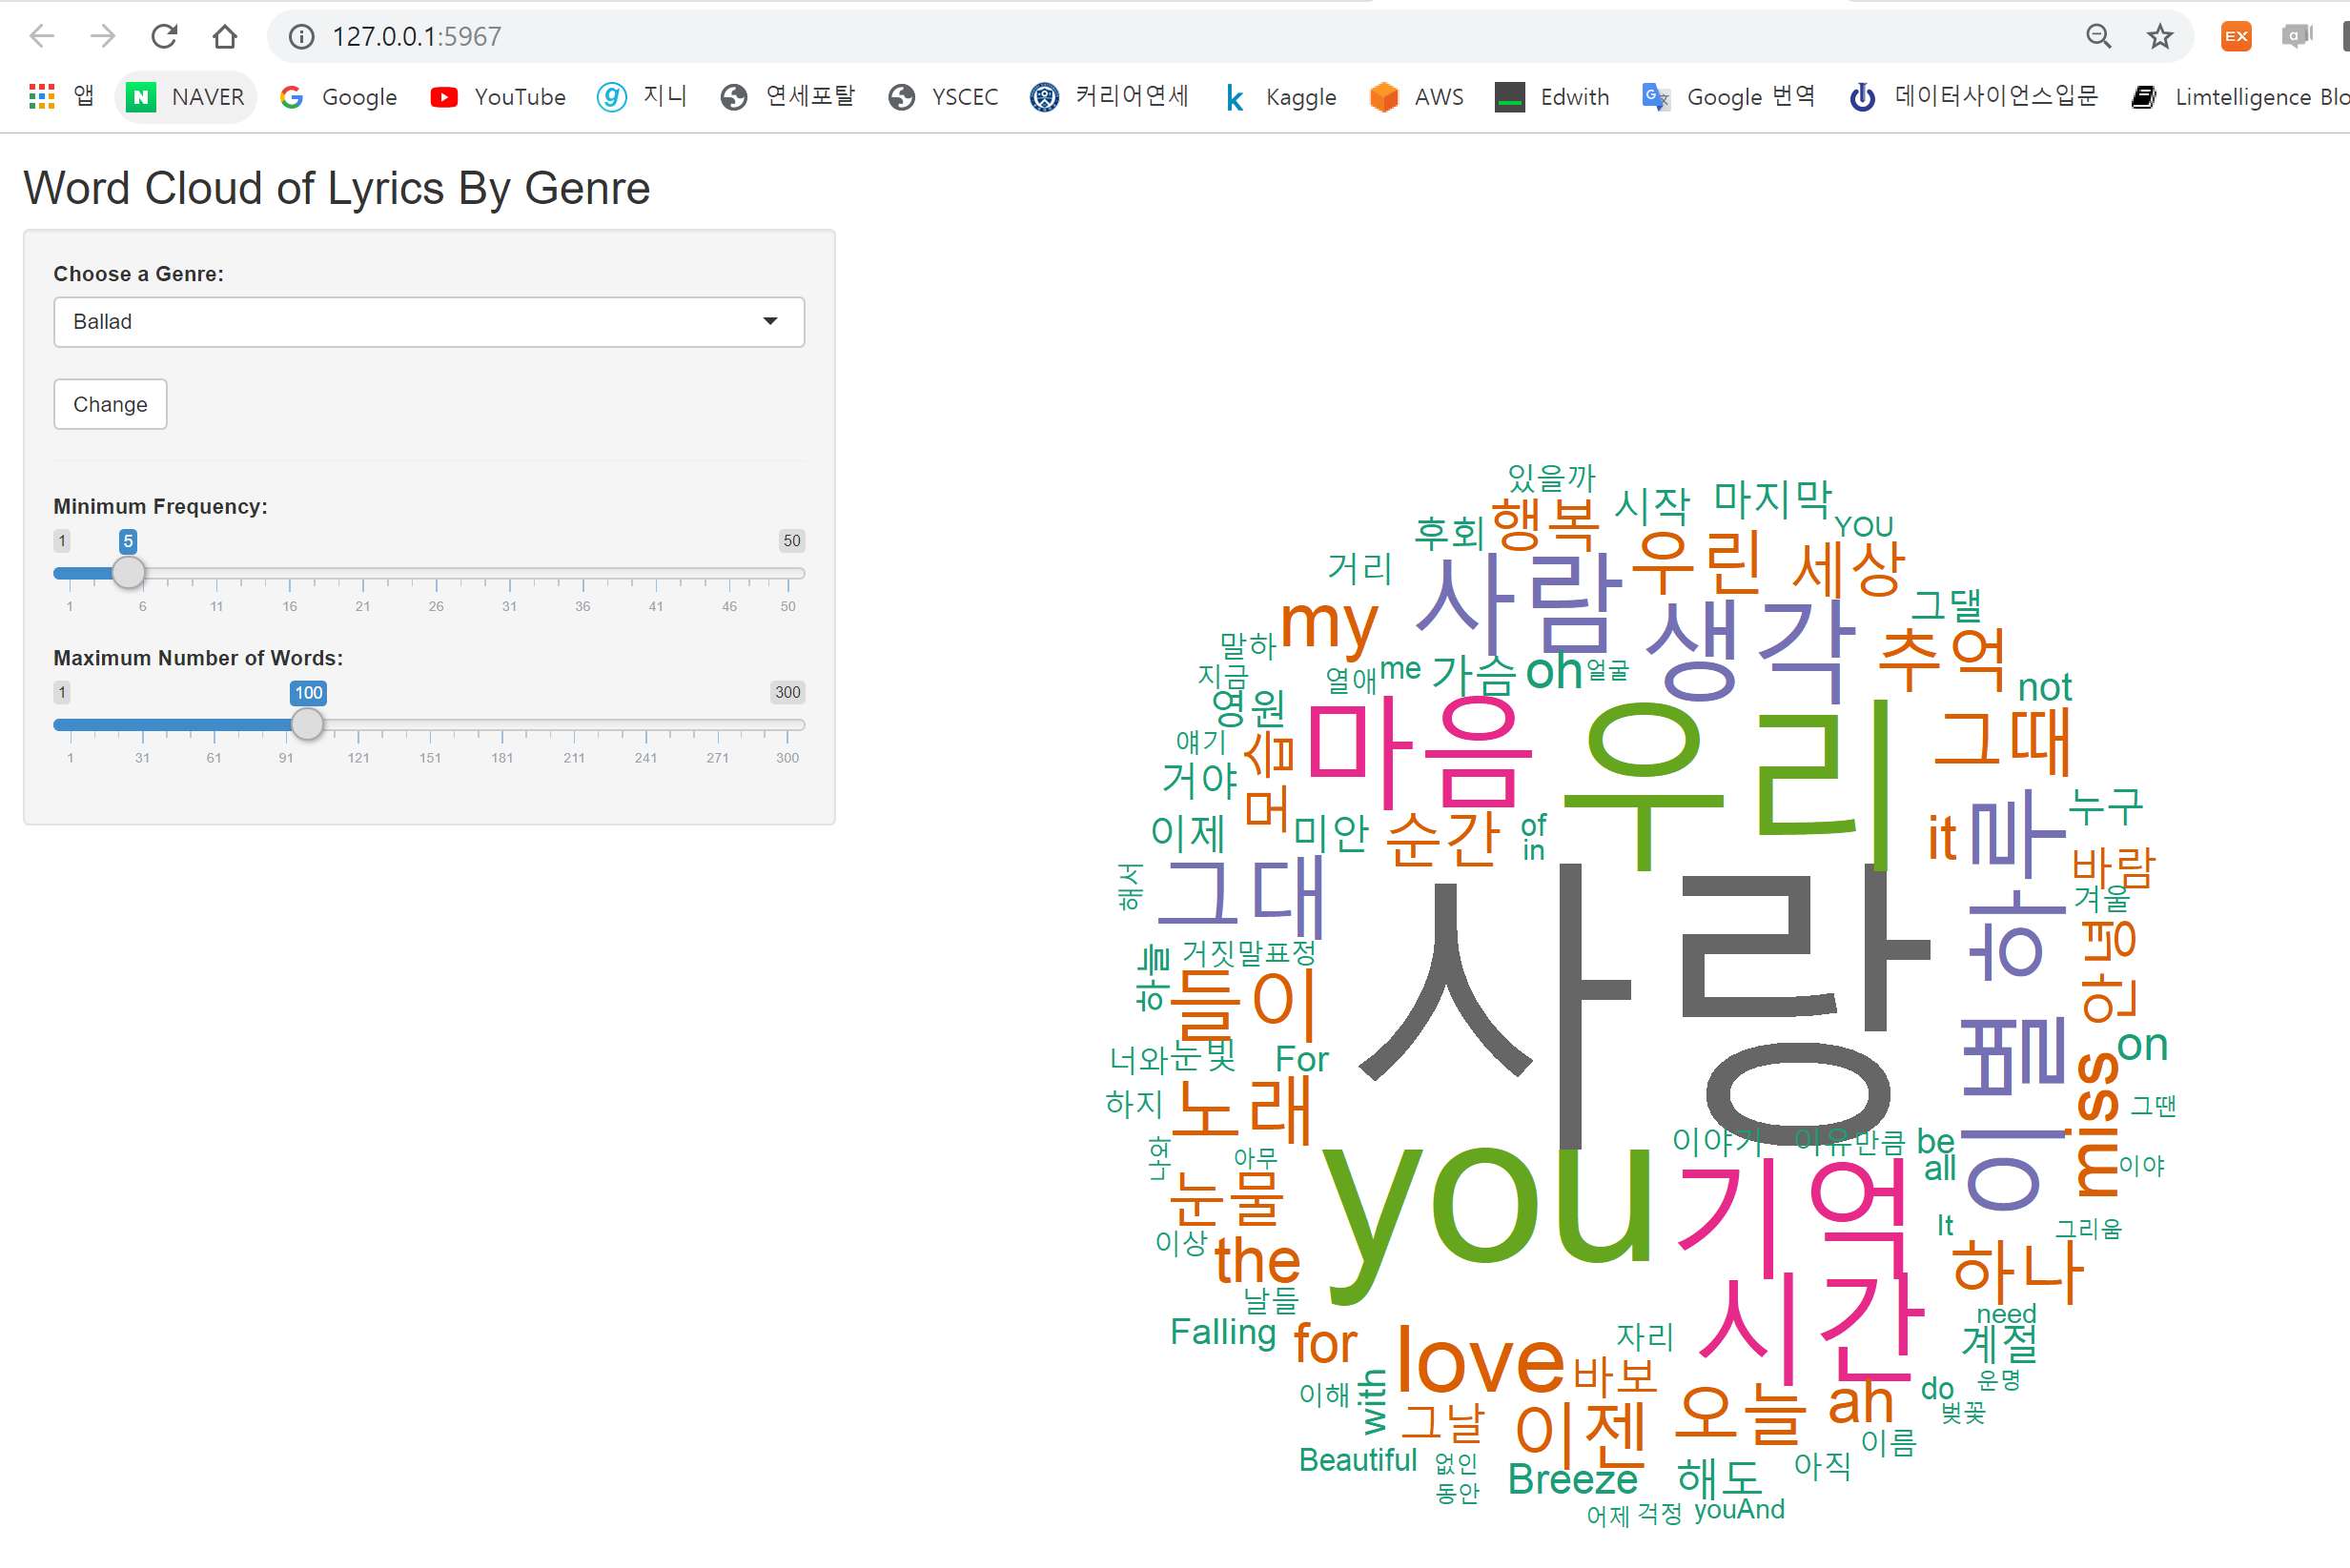 127.0.0.1:5967
앱 NAVER Google YouTube 지니 연세포탈 YSCEC 커리어연세 Kaggle AWS Edwith Google 번역 데이터사이언스입문 Limtelligence Blo
Word Cloud of Lyrics By Genre
Choose a Genre:
Ballad
Change
Minimum Frequency:
1 5 50
1 6 11 16 21 26 31 36 41 46 50
Maximum Number of Words:
1 100 300
1 31 61 91 121 151 181 211 241 271 300
있을까
후회 행복 시작 마지막 YOU
거리 사람 우린 세상
my 생각 그댈
말하 추억
지금 열애 me 가슴 oh 얼굴 not
영원 마음 우리 그때
얘기 모습
거야 누구
이제 미안 순간 of it 하루
in 바람
해서 그대 겨울
사랑 안녕
하늘 거짓말 표정
들이 이별
너와 눈빛 For on
하지 노래 miss 그땐
you 이야기 이유 만큼 be
아무 all 이야
눈물 기억
이상 the It 그리움
날들 시간 하나
Falling for love 자리 need
계절
이해 with 바보 do 운명
그날 이젠 오늘 ah 벚꽃
Beautiful 없인 Breeze 해도 아직 이름
동안
어제 걱정 youAnd